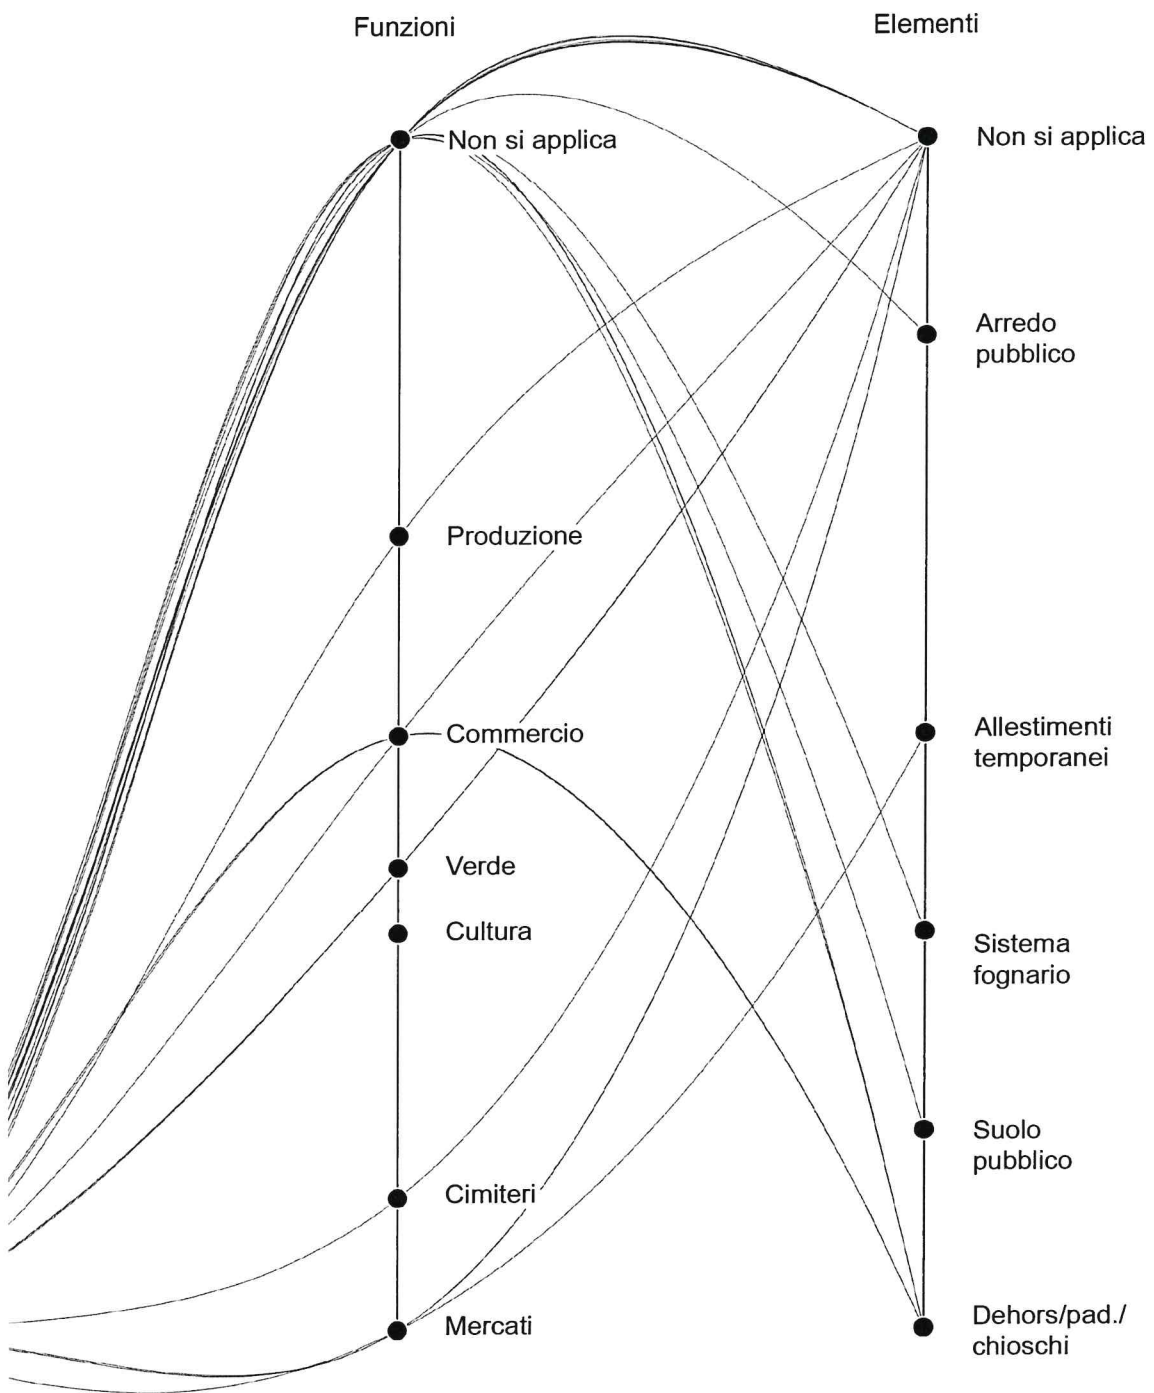 Funzioni
Non si applica
Produzione
Commercio
Verde
Cultura
Cimiteri
Mercati
Elementi
Non si applica
Arredo
pubblico
Allestimenti
temporanei
Sistema
fognario
Suolo
pubblico
Dehors/pad./
chioschi